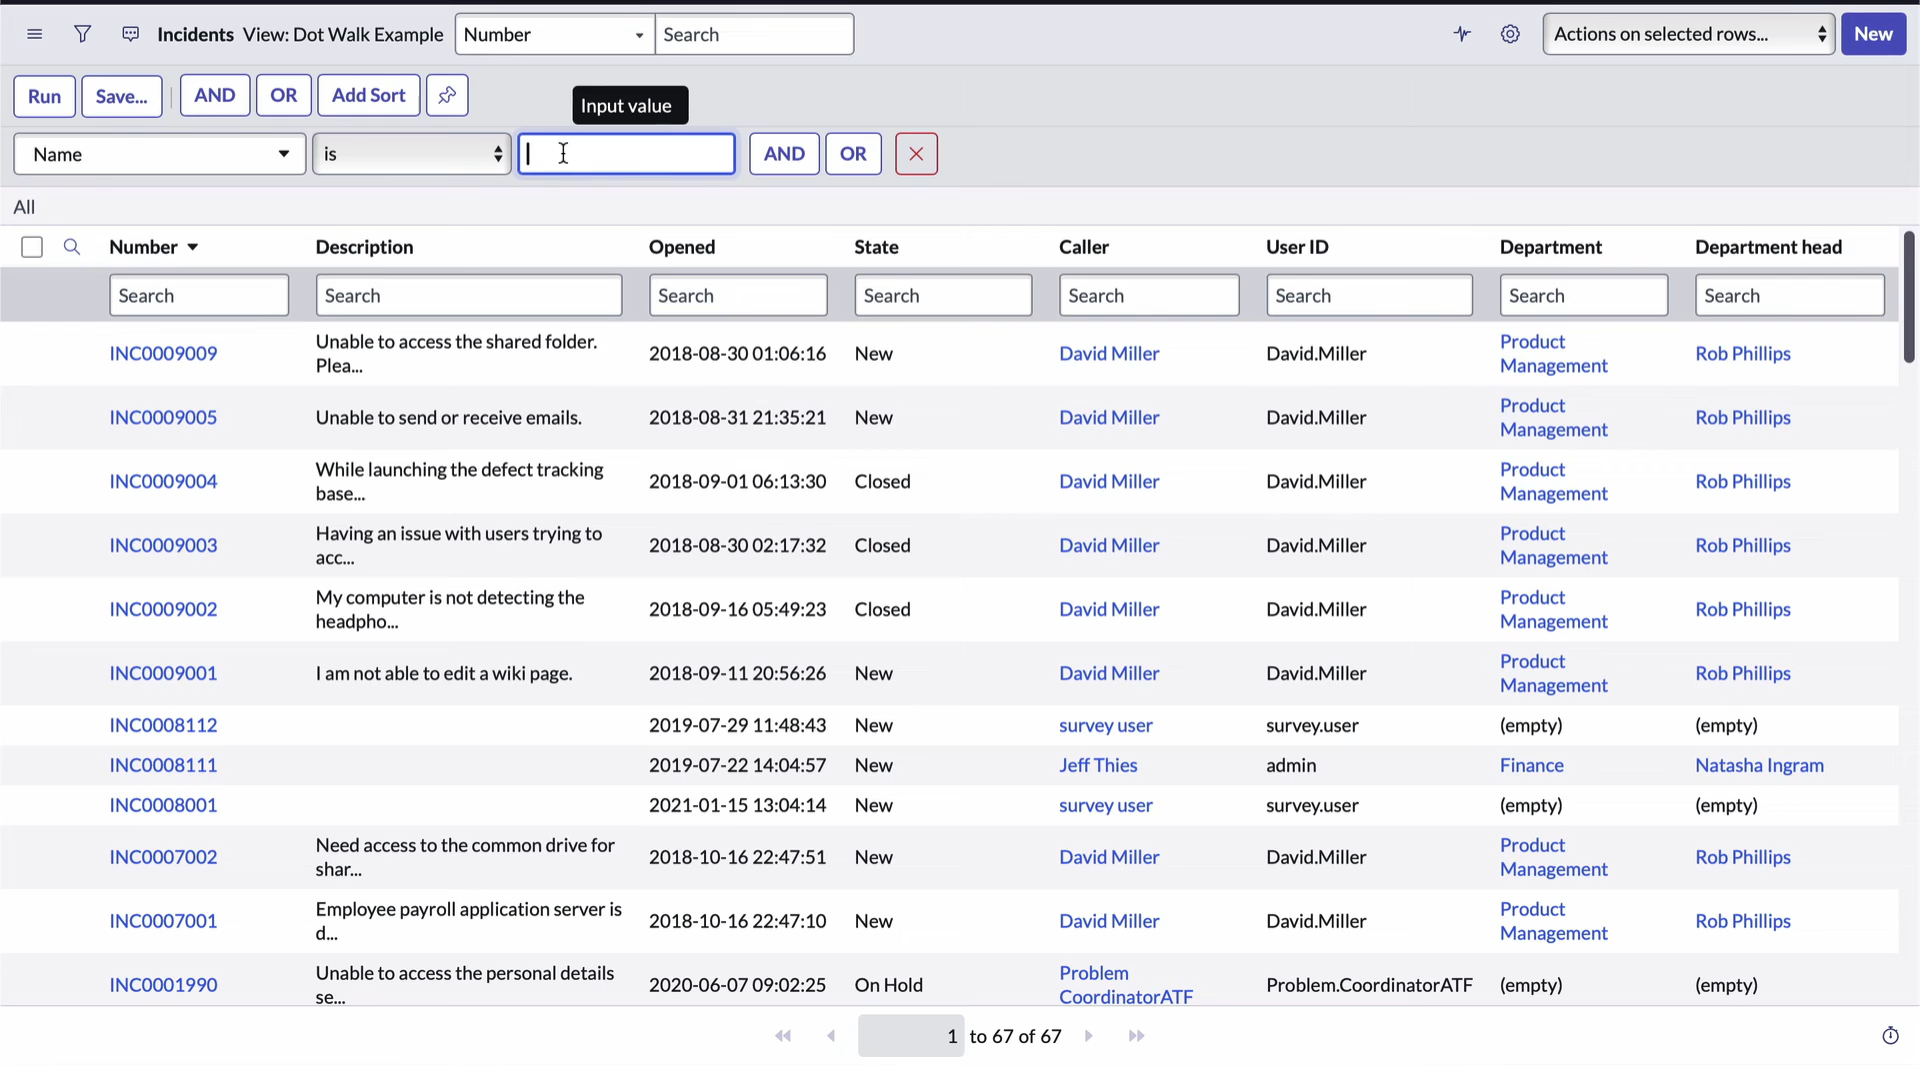 Incidents View: Dot Walk Example Number Search Actions on selected rows... New
Run Save... AND OR Add Sort Input value
Name is AND OR
All
Number Description Opened State Caller User ID Department Department head
Search Search Search Search Search Search Search Search
INC0009009 Unable to access the shared folder. Plea... 2018-08-30 01:06:16 New David Miller David.Miller Product Management Rob Phillips
INC0009005 Unable to send or receive emails. 2018-08-31 21:35:21 New David Miller David.Miller Product Management Rob Phillips
INC0009004 While launching the defect tracking base... 2018-09-01 06:13:30 Closed David Miller David.Miller Product Management Rob Phillips
INC0009003 Having an issue with users trying to acc... 2018-08-30 02:17:32 Closed David Miller David.Miller Product Management Rob Phillips
INC0009002 My computer is not detecting the headpho... 2018-09-16 05:49:23 Closed David Miller David.Miller Product Management Rob Phillips
INC0009001 I am not able to edit a wiki page. 2018-09-11 20:56:26 New David Miller David.Miller Product Management Rob Phillips
INC0008112 2019-07-29 11:48:43 New survey user survey.user (empty) (empty)
INC0008111 2019-07-22 14:04:57 New Jeff Thies admin Finance Natasha Ingram
INC0008001 2021-01-15 13:04:14 New survey user survey.user (empty) (empty)
INC0007002 Need access to the common drive for shar... 2018-10-16 22:47:51 New David Miller David.Miller Product Management Rob Phillips
INC0007001 Employee payroll application server is d... 2018-10-16 22:47:10 New David Miller David.Miller Product Management Rob Phillips
INC0001990 Unable to access the personal details se... 2020-06-07 09:02:25 On Hold Problem CoordinatorATF Problem.CoordinatorATF (empty) (empty)
1 to 67 of 67